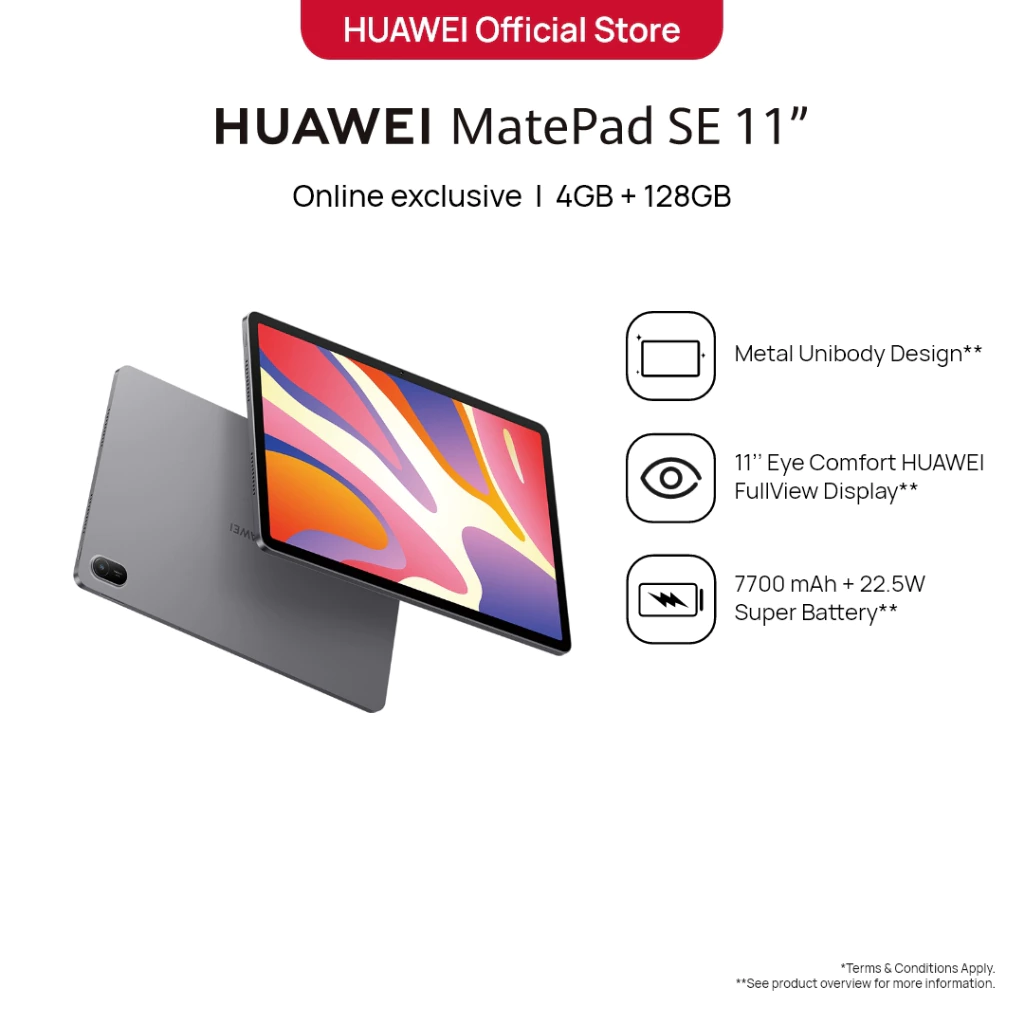 HUAWEI Official Store
HUAWEI MatePad SE 11”
Online exclusive | 4GB + 128GB
Metal Unibody Design**
11’’ Eye Comfort HUAWEI
FullView Display**
7700 mAh + 22.5W
Super Battery**
HUAWEI
*Terms & Conditions Apply.
**See product overview for more information.